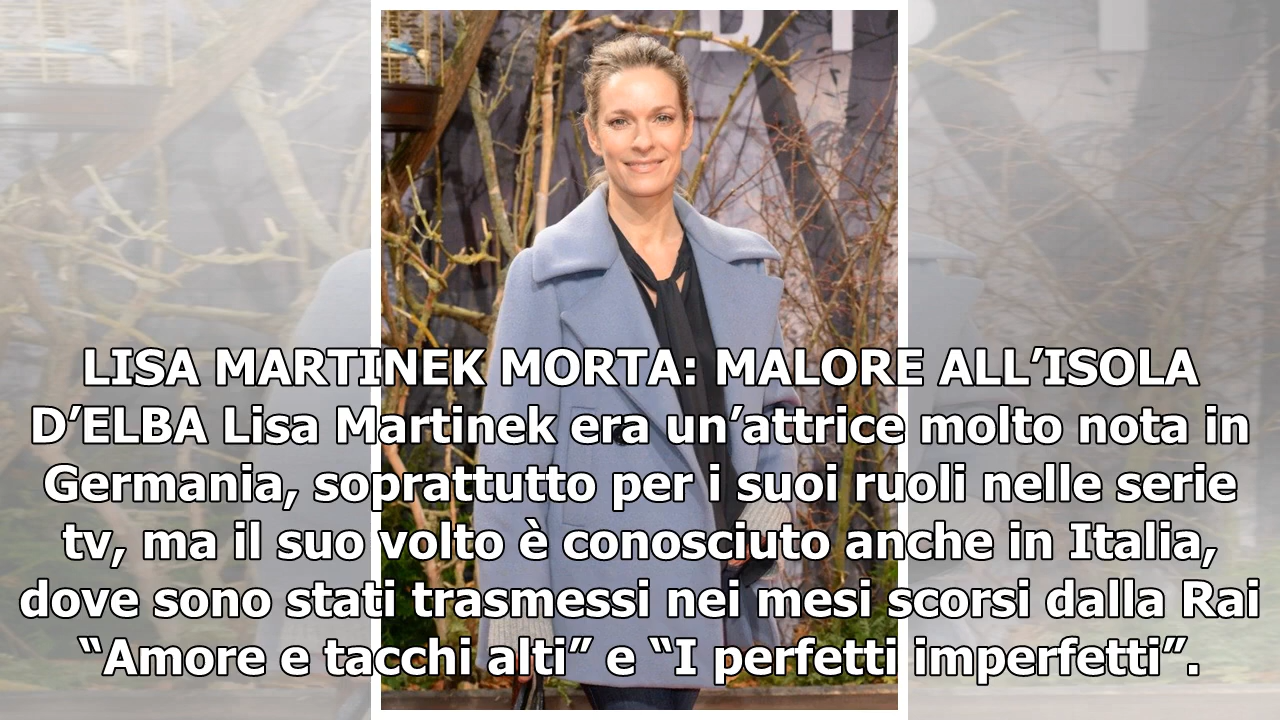 LISA MARTINEK MORTA: MALORE ALL’ISOLA
D’ELBA Lisa Martinek era un’attrice molto nota in
Germania, soprattutto per i suoi ruoli nelle serie
tv, ma il suo volto è conosciuto anche in Italia,
dove sono stati trasmessi nei mesi scorsi dalla Rai
“Amore e tacchi alti” e “I perfetti imperfetti”.